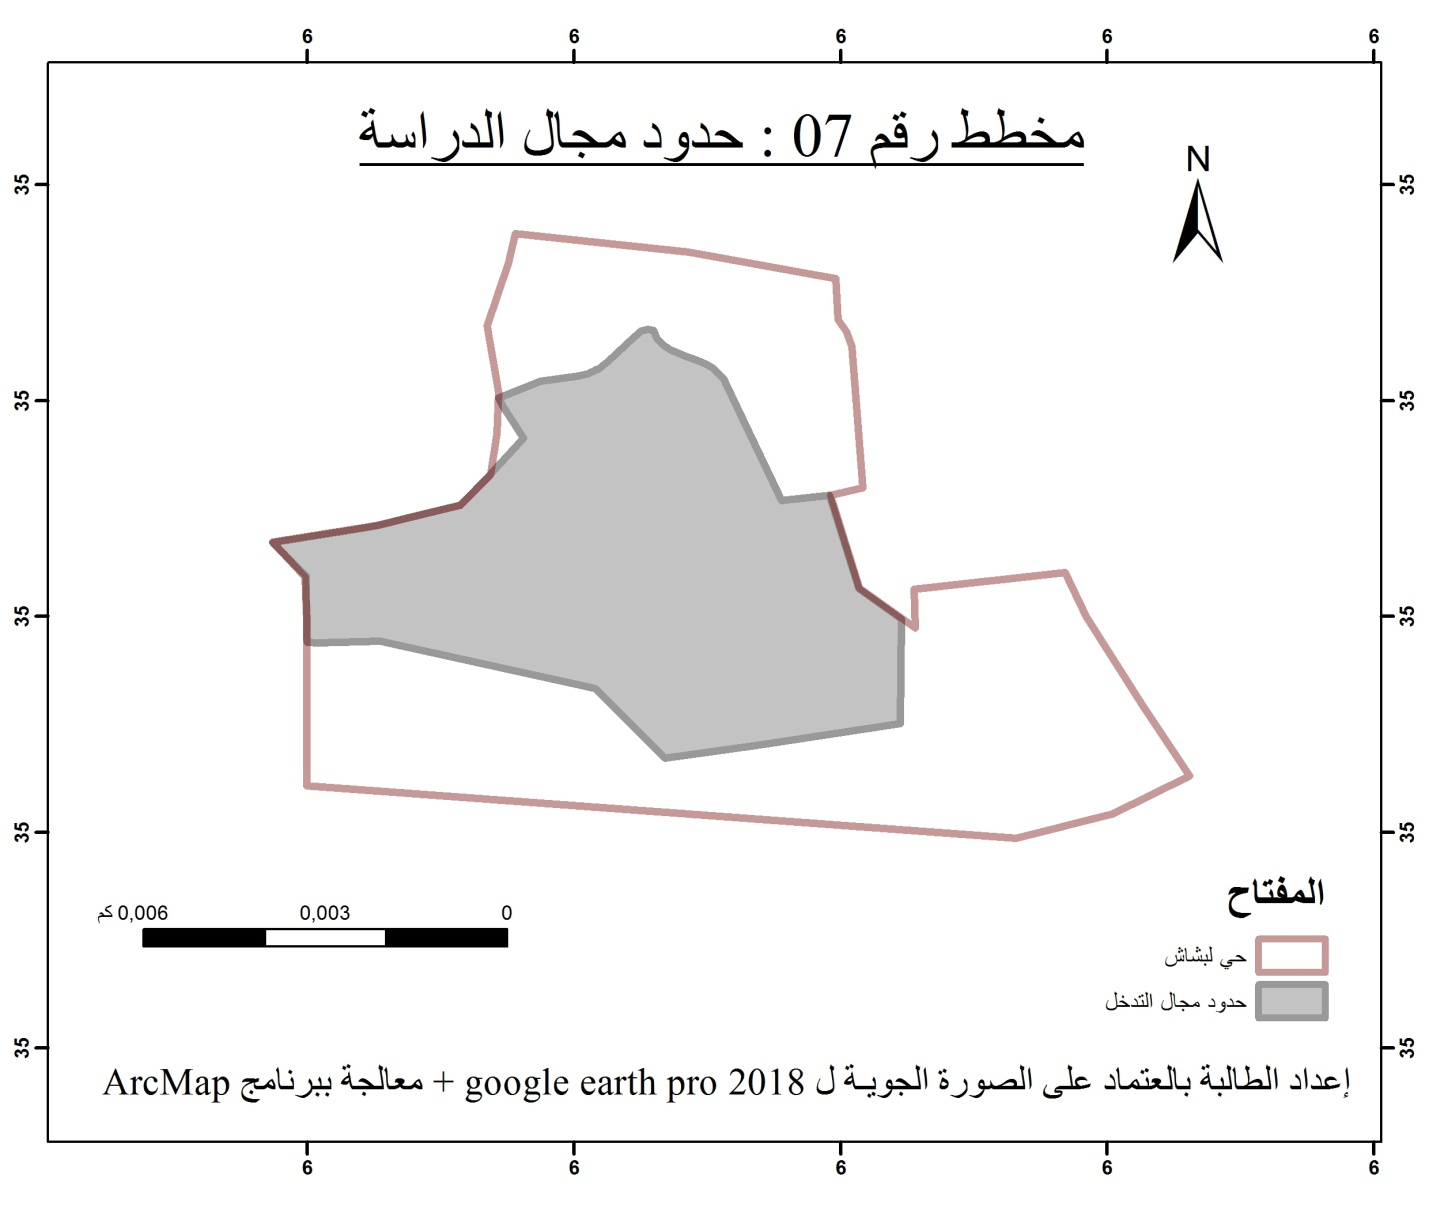 6 6 6 6 6
مخطط رقم 07 : حدود مجال الدراسة
N
35 35
35 35
35 35
35 35
المفتاح
0,006 كم 0,003 0
حي لبشاش
حدود مجال التدخل
35 35
إعداد الطالبة بالعتماد على الصورة الجوية ل google earth pro 2018 + معالجة ببرنامج ArcMap
6 6 6 6 6